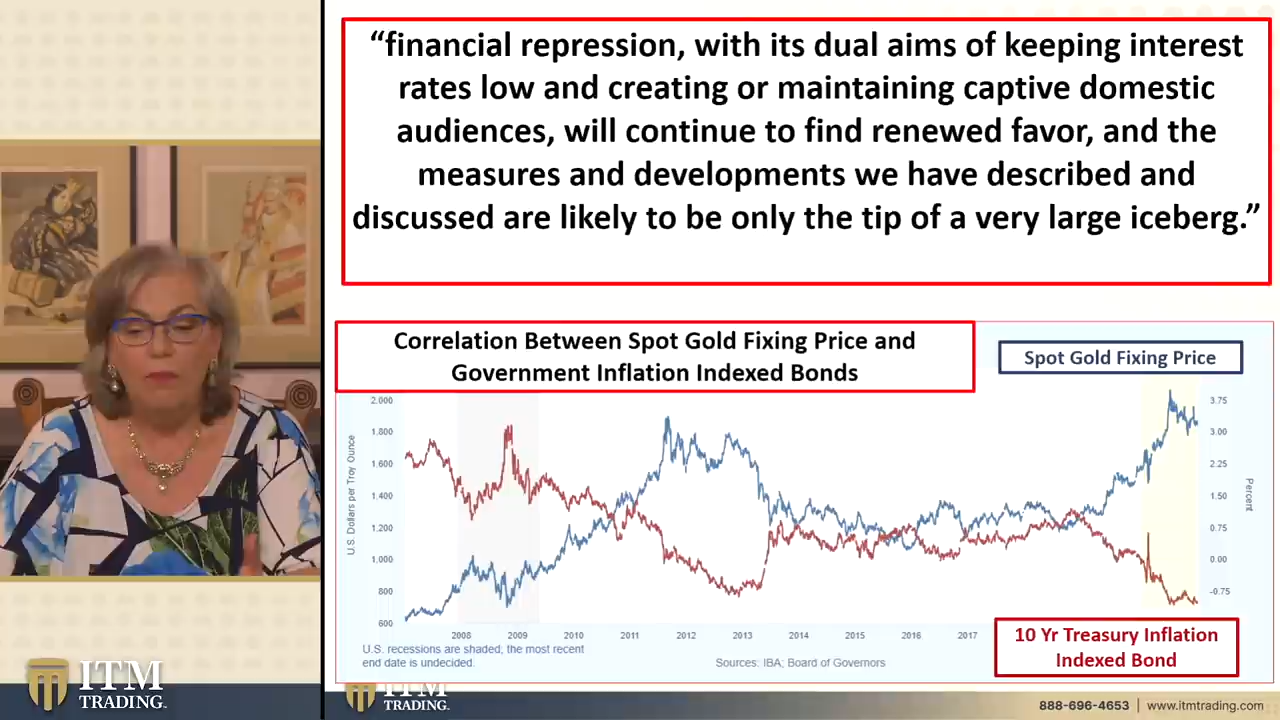 “financial repression, with its dual aims of keeping interest
rates low and creating or maintaining captive domestic
audiences, will continue to find renewed favor, and the
measures and developments we have described and
discussed are likely to be only the tip of a very large iceberg.”
Correlation Between Spot Gold Fixing Price and
Government Inflation Indexed Bonds
Spot Gold Fixing Price
2.000
1.800
1.600
1.400
1.200
1.000
800
600
U.S. Dollars per Troy Ounce
3.75
3.00
2.25
1.50
0.75
0.00
-0.75
Percent
2008 2009 2010 2011 2012 2013 2014 2015 2016 2017
10 Yr Treasury Inflation
Indexed Bond
U.S. recessions are shaded; the most recent
end date is undecided.
Sources: IBA; Board of Governors
ITM
TRADING
ITM
TRADING
888-696-4653 | www.itmtrading.com